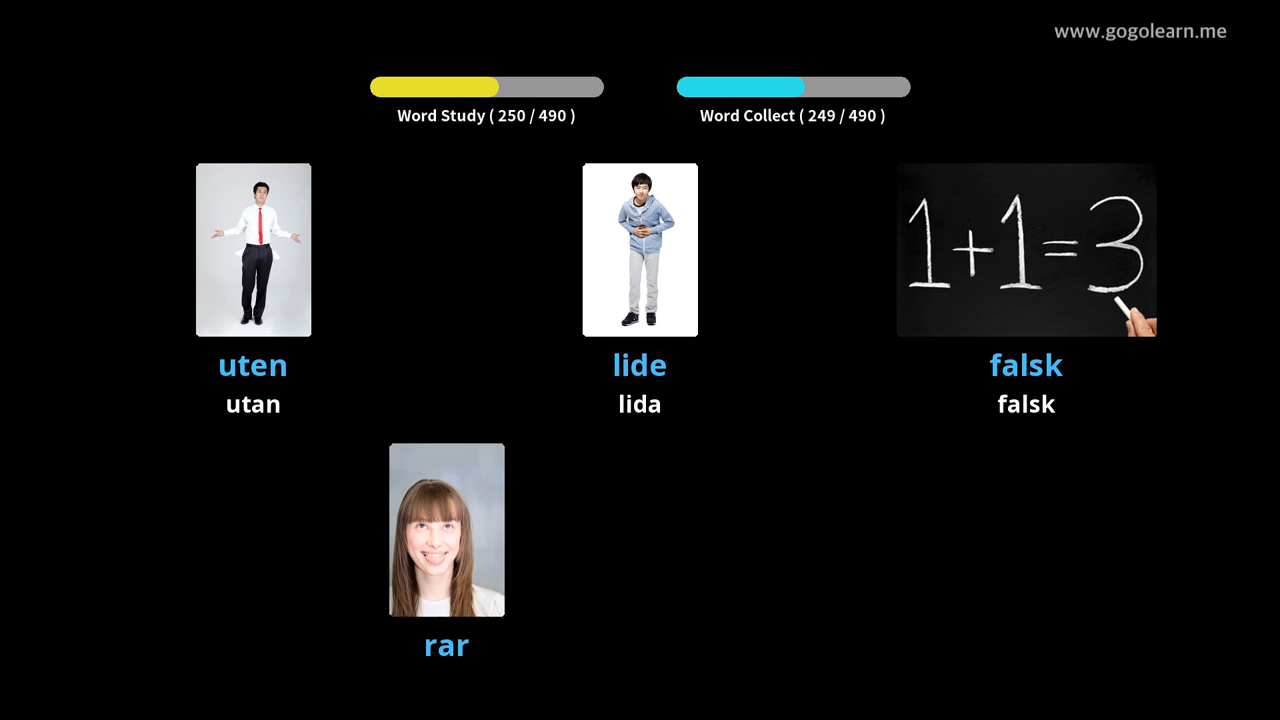 www.gogolearn.me
Word Study ( 250 / 490 )
Word Collect ( 249 / 490 )
1+1=3
uten
lide
falsk
utan
lida
falsk
rar